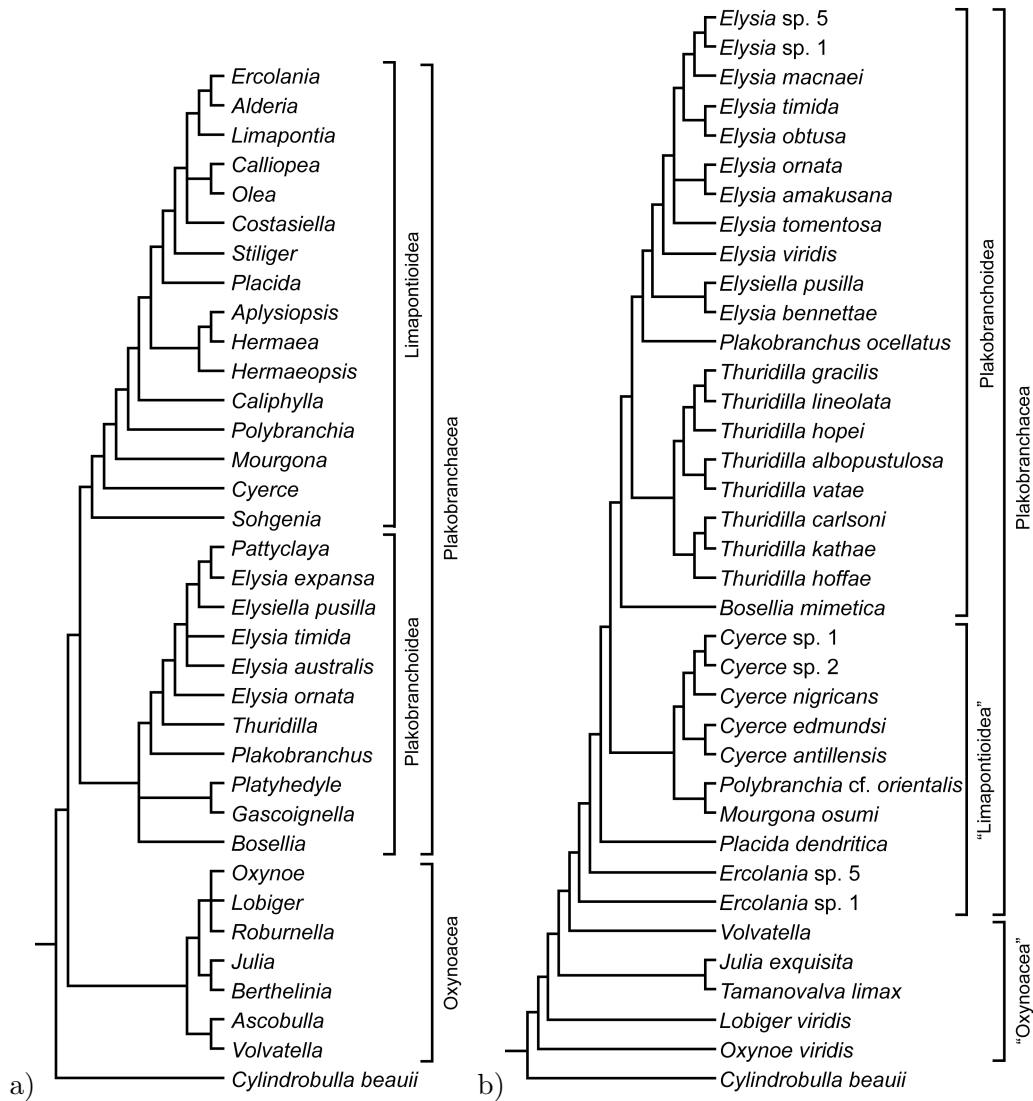 Ercolania
Alderia
Limapontia
Calliopea
Olea
Costasiella
Stiliger
Placida
Aplysiopsis
Hermaea
Hermaeopsis
Caliphylla
Polybranchia
Mourgona
Cyerce
Sohgenia
Pattyclaya
Elysia expansa
Elysiella pusilla
Elysia timida
Elysia australis
Elysia ornata
Thuridilla
Plakobranchus
Platyhedyle
Gascoignella
Bosellia
Oxynoe
Lobiger
Roburnella
Julia
Berthelinia
Ascobulla
Volvatella
Cylindrobulla beauii
Limapontioidea
Plakobranchoidea
Plakobranchacea
Oxynoacea
a)
Elysia sp. 5
Elysia sp. 1
Elysia macnaei
Elysia timida
Elysia obtusa
Elysia ornata
Elysia amakusana
Elysia tomentosa
Elysia viridis
Elysiella pusilla
Elysia bennettae
Plakobranchus ocellatus
Thuridilla gracilis
Thuridilla lineolata
Thuridilla hopei
Thuridilla albopustulosa
Thuridilla vatae
Thuridilla carlsoni
Thuridilla kathae
Thuridilla hoffae
Bosellia mimetica
Cyerce sp. 1
Cyerce sp. 2
Cyerce nigricans
Cyerce edmundsi
Cyerce antillensis
Polybranchia cf. orientalis
Mourgona osumi
Placida dendritica
Ercolania sp. 5
Ercolania sp. 1
Volvatella
Julia exquisita
Tamanovalva limax
Lobiger viridis
Oxynoe viridis
Cylindrobulla beauii
Plakobranchoidea
"Limapontioidea"
Plakobranchacea
"Oxynoacea"
b)